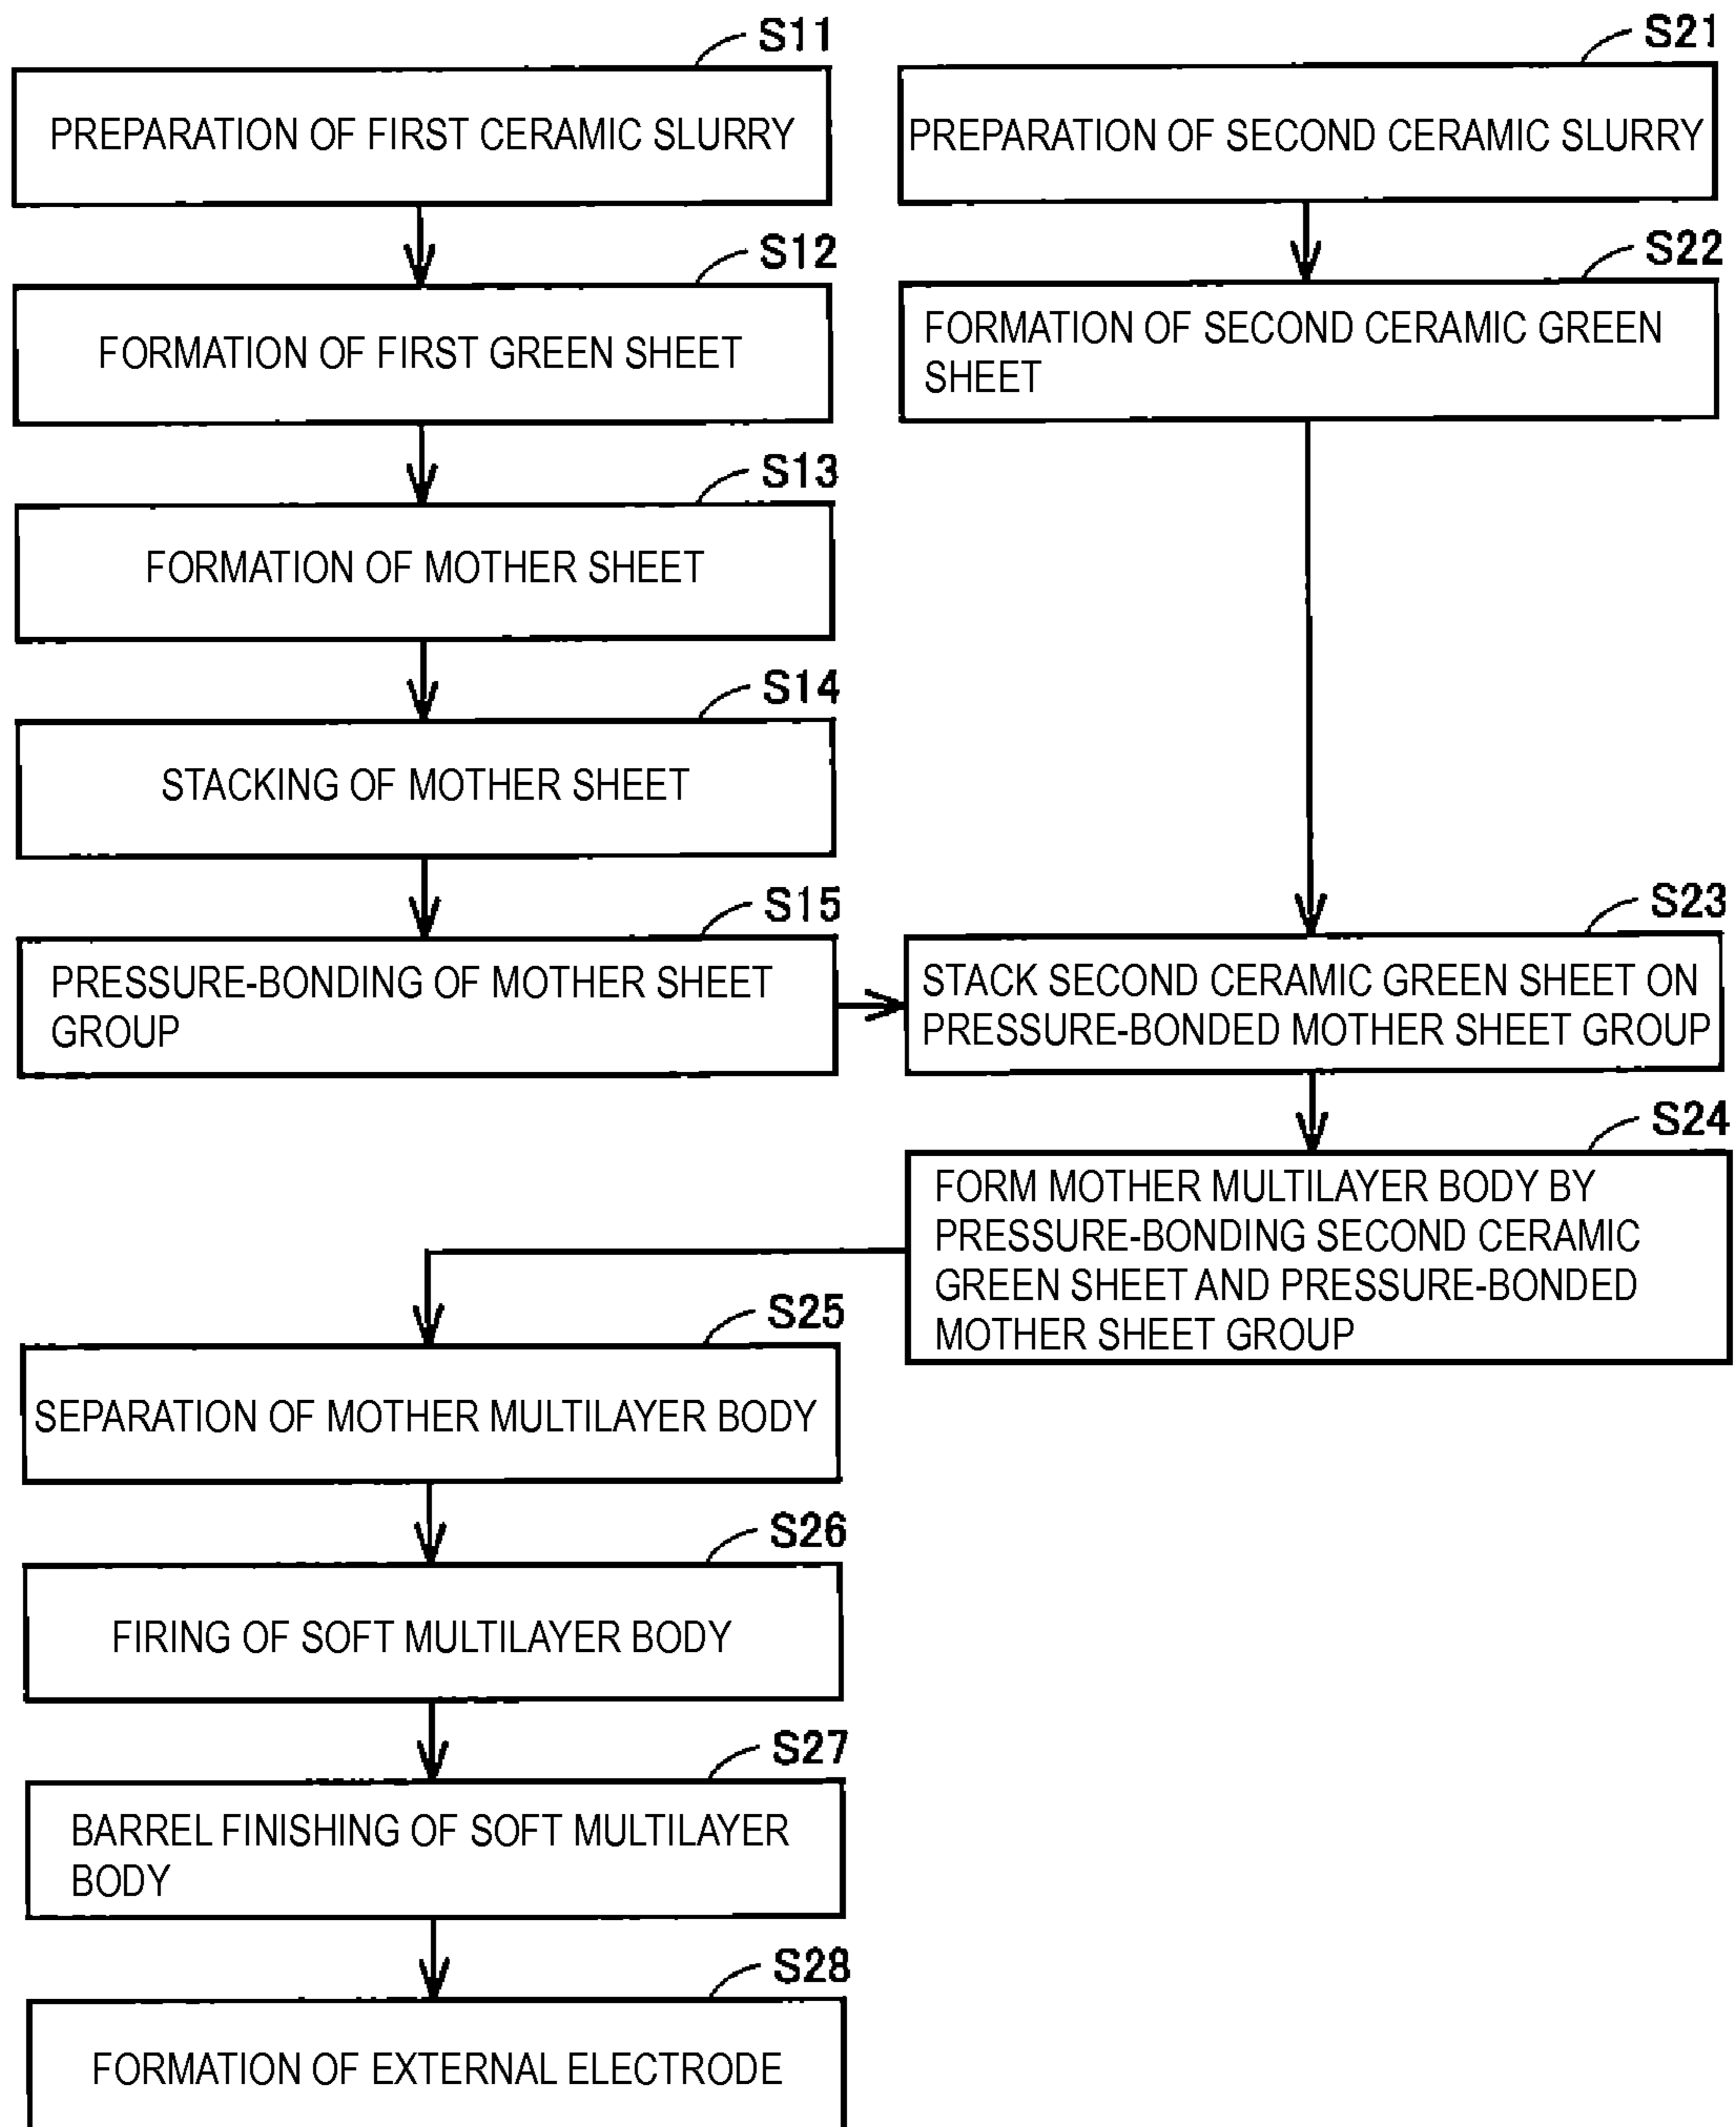 S11
PREPARATION OF FIRST CERAMIC SLURRY
S12
FORMATION OF FIRST GREEN SHEET
S13
FORMATION OF MOTHER SHEET
S14
STACKING OF MOTHER SHEET
S15
PRESSURE-BONDING OF MOTHER SHEET
GROUP
S21
PREPARATION OF SECOND CERAMIC SLURRY
S22
FORMATION OF SECOND CERAMIC GREEN
SHEET
S23
STACK SECOND CERAMIC GREEN SHEET ON
PRESSURE-BONDED MOTHER SHEET GROUP
S24
FORM MOTHER MULTILAYER BODY BY
PRESSURE-BONDING SECOND CERAMIC
GREEN SHEET AND PRESSURE-BONDED
MOTHER SHEET GROUP
S25
SEPARATION OF MOTHER MULTILAYER BODY
S26
FIRING OF SOFT MULTILAYER BODY
S27
BARREL FINISHING OF SOFT MULTILAYER
BODY
S28
FORMATION OF EXTERNAL ELECTRODE